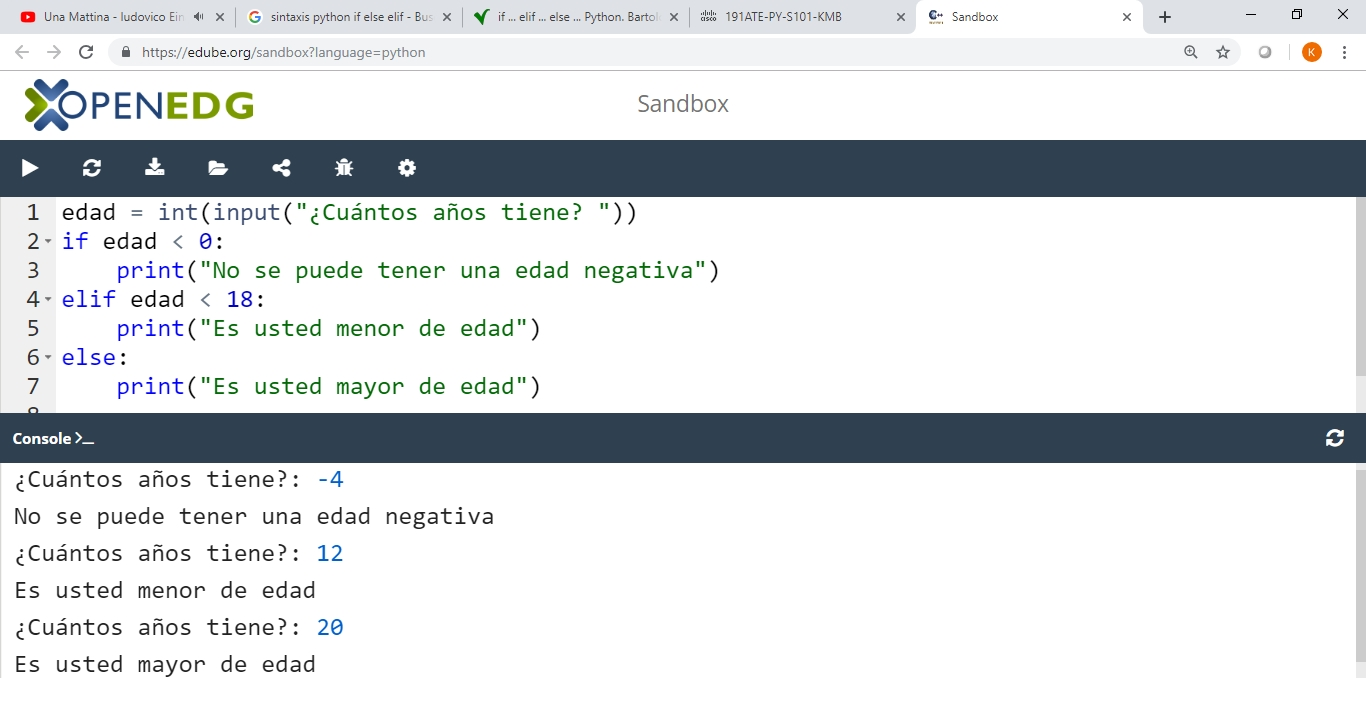 Una Mattina - ludovico Ein
sintaxis python if else elif - Bus
if ... elif ... else ... Python. Bartol
191ATE-PY-S101-KMB
Sandbox
https://edube.org/sandbox?language=python
K
OPENEDG
Sandbox
1 edad = int(input("¿Cuántos años tiene? "))
2 if edad < 0:
3     print("No se puede tener una edad negativa")
4 elif edad < 18:
5     print("Es usted menor de edad")
6 else:
7     print("Es usted mayor de edad")
8
Console
¿Cuántos años tiene?: -4
No se puede tener una edad negativa
¿Cuántos años tiene?: 12
Es usted menor de edad
¿Cuántos años tiene?: 20
Es usted mayor de edad